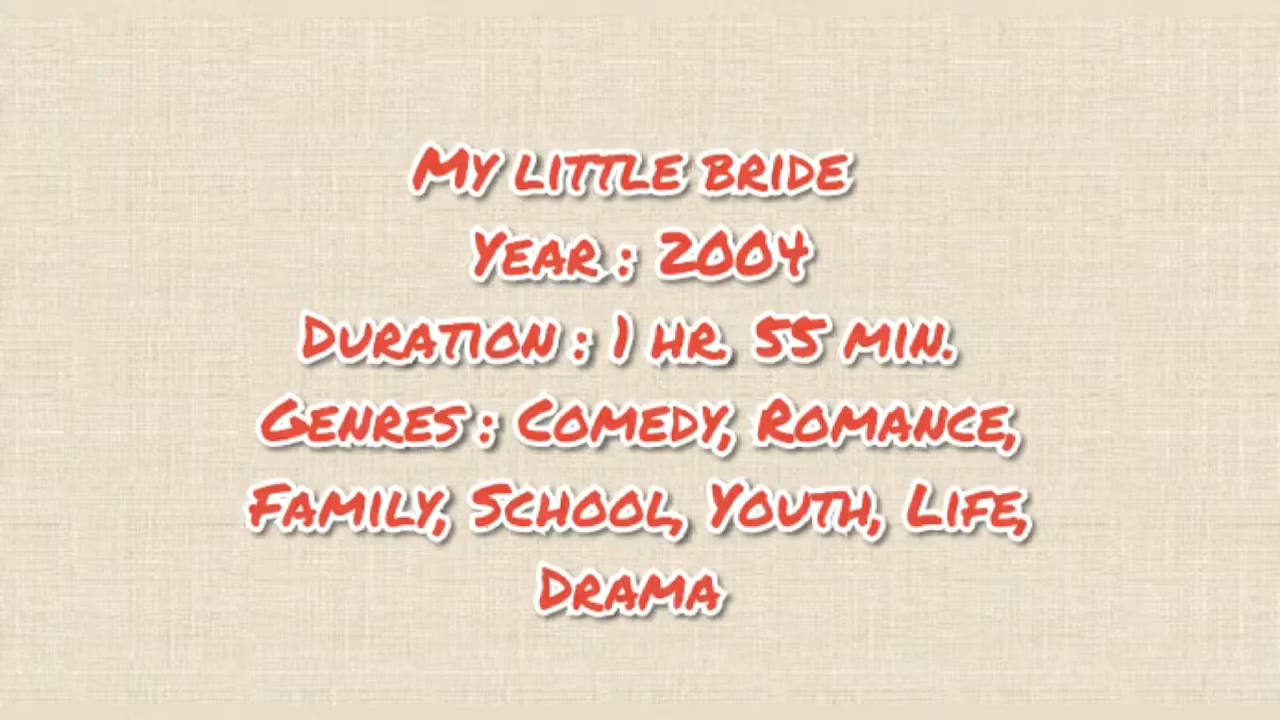 My little bride
Year : 2004
Duration : 1 hr. 55 min.
Genres : Comedy, Romance,
Family, School, Youth, Life,
Drama